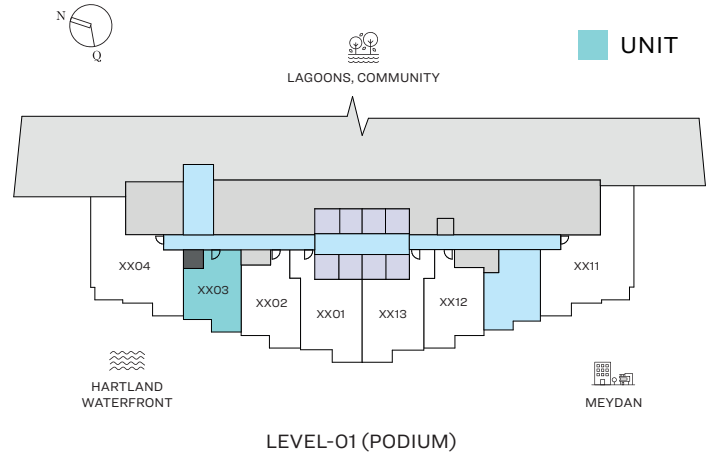 N
Q
UNIT
LAGOONS, COMMUNITY
XX04
XX03
XX02
XX01
XX13
XX12
XX11
HARTLAND
WATERFRONT
MEYDAN
LEVEL-01 (PODIUM)